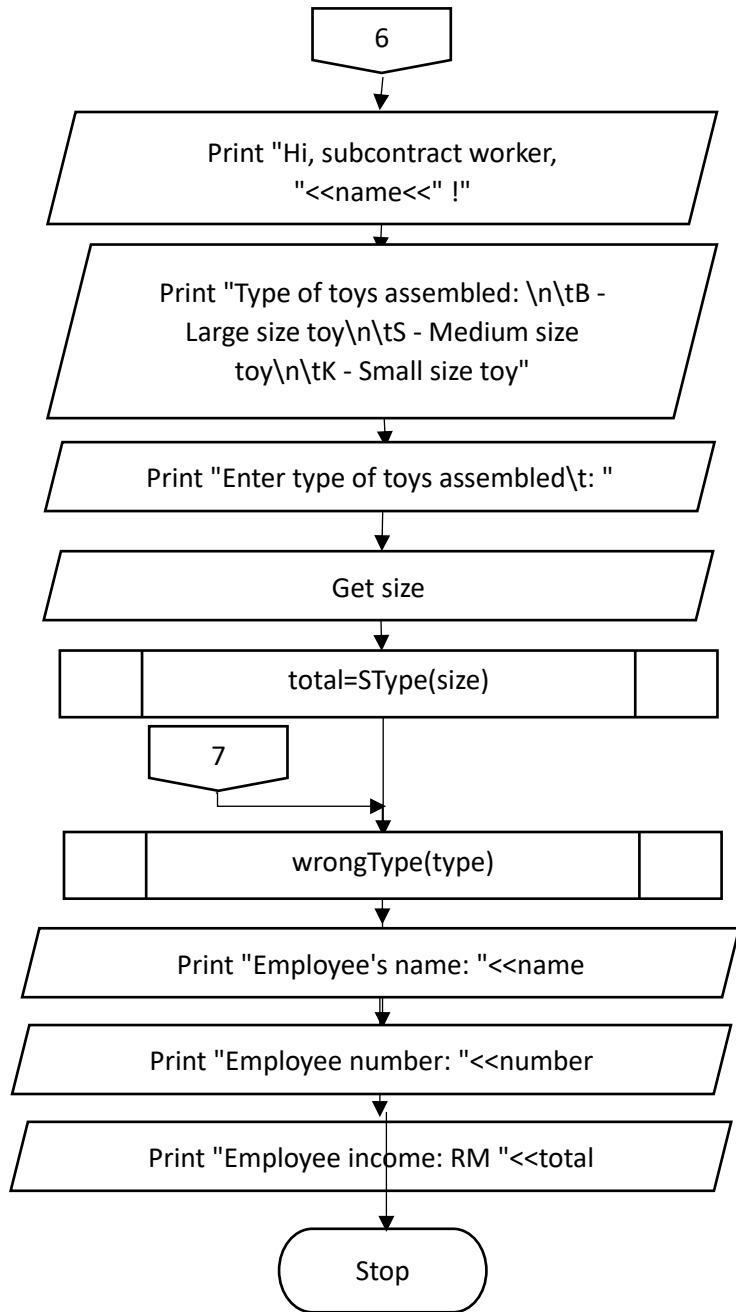 6
Print "Hi, subcontract worker,
"<<name<<" !"
Print "Type of toys assembled: \n\tB -
Large size toy\n\tS - Medium size
toy\n\tK - Small size toy"
Print "Enter type of toys assembled\t: "
Get size
total=SType(size)
7
wrongType(type)
Print "Employee's name: "<<name
Print "Employee number: "<<number
Print "Employee income: RM "<<total
Stop